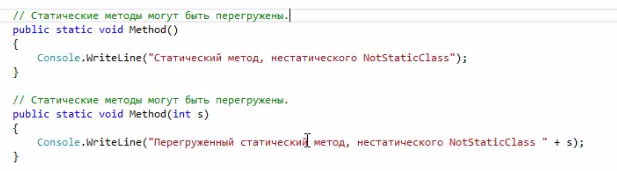 // Статические методы могут быть перегружены.
public static void Method()
{
Console.WriteLine("Статический метод, нестатического NotStaticClass");
}
// Статические методы могут быть перегружены.
public static void Method(int s)
{
Console.WriteLine("Перегруженный статический метод, нестатического NotStaticClass " + s);
}